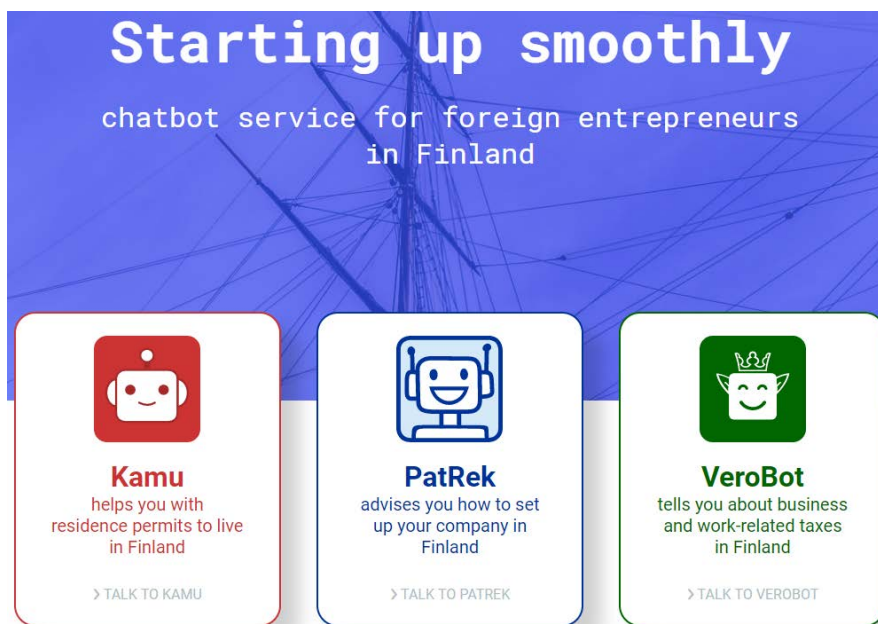 Starting up smoothly
chatbot service for foreign entrepreneurs
in Finland
Kamu
helps you with
residence permits to live
in Finland
> TALK TO KAMU
PatRek
advises you how to set
up your company in
Finland
> TALK TO PATREK
VeroBot
tells you about business
and work-related taxes
in Finland
> TALK TO VEROBOT